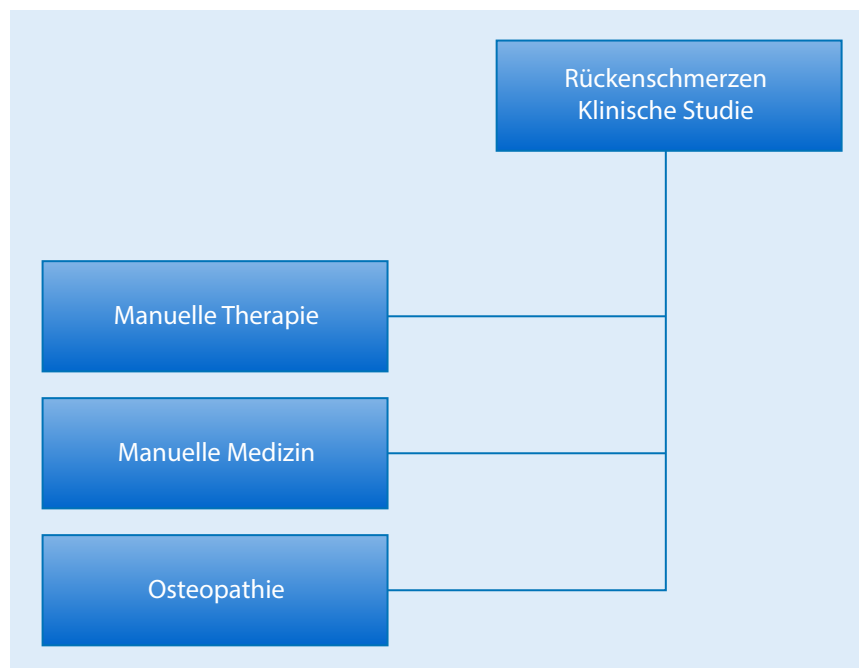 Rückenschmerzen
Klinische Studie
Manuelle Therapie
Manuelle Medizin
Osteopathie